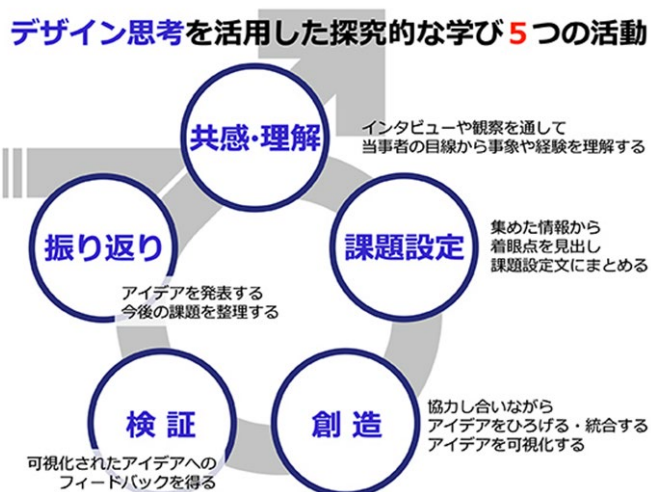 デザイン思考を活用した探究的な学び５つの活動
共感・理解
インタビューや観察を通して
当事者の目線から事象や経験を理解する
課題設定
集めた情報から
着眼点を見出し
課題設定文にまとめる
創造
協力し合いながら
アイデアをひろげる・統合する
アイデアを可視化する
検証
可視化されたアイデアへの
フィードバックを得る
振り返り
アイデアを発表する
今後の課題を整理する